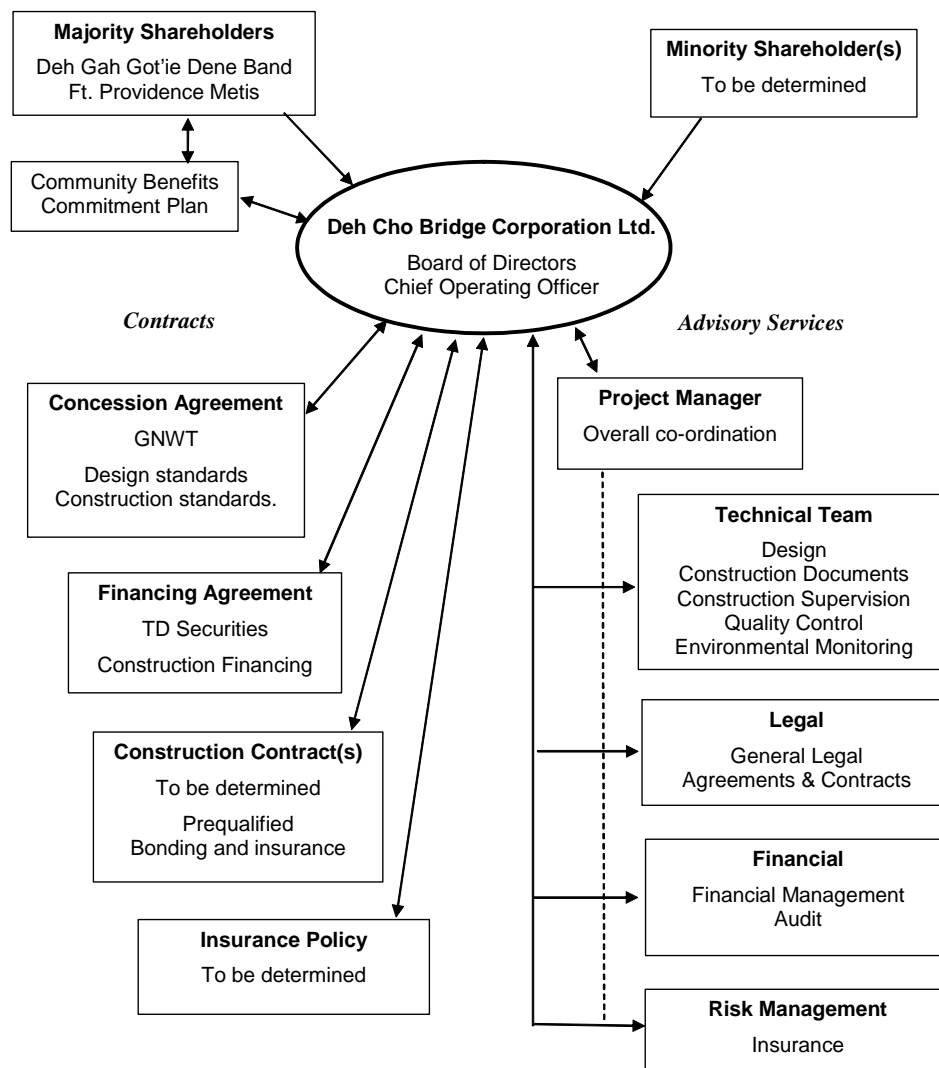 Majority Shareholders
Deh Gah Got'ie Dene Band
Ft. Providence Metis
Minority Shareholder(s)
To be determined
Community Benefits
Commitment Plan
Deh Cho Bridge Corporation Ltd.
Board of Directors
Chief Operating Officer
Contracts
Advisory Services
Concession Agreement
GNWT
Design standards
Construction standards.
Project Manager
Overall co-ordination
Technical Team
Design
Construction Documents
Construction Supervision
Quality Control
Environmental Monitoring
Financing Agreement
TD Securities
Construction Financing
Legal
General Legal
Agreements & Contracts
Construction Contract(s)
To be determined
Prequalified
Bonding and insurance
Financial
Financial Management
Audit
Insurance Policy
To be determined
Risk Management
Insurance